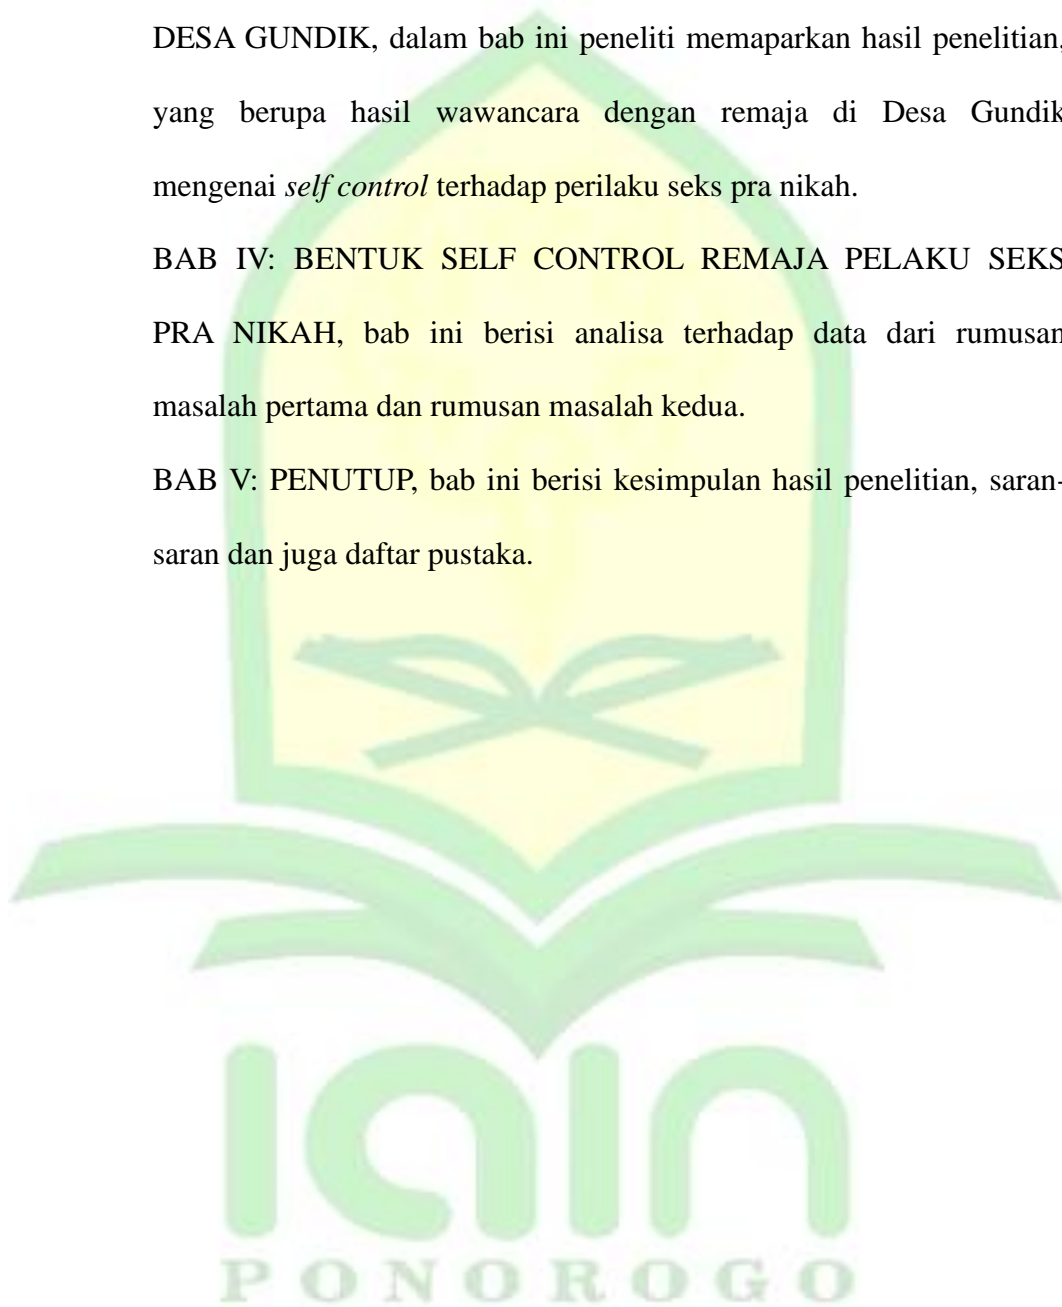 DESA GUNDIK, dalam bab ini peneliti memaparkan hasil penelitian,
yang berupa hasil wawancara dengan remaja di Desa Gundik
mengenai self control terhadap perilaku seks pra nikah.
BAB IV: BENTUK SELF CONTROL REMAJA PELAKU SEKS
PRA NIKAH, bab ini berisi analisa terhadap data dari rumusan
masalah pertama dan rumusan masalah kedua.
BAB V: PENUTUP, bab ini berisi kesimpulan hasil penelitian, saran-
saran dan juga daftar pustaka.
iain
PONOROGO